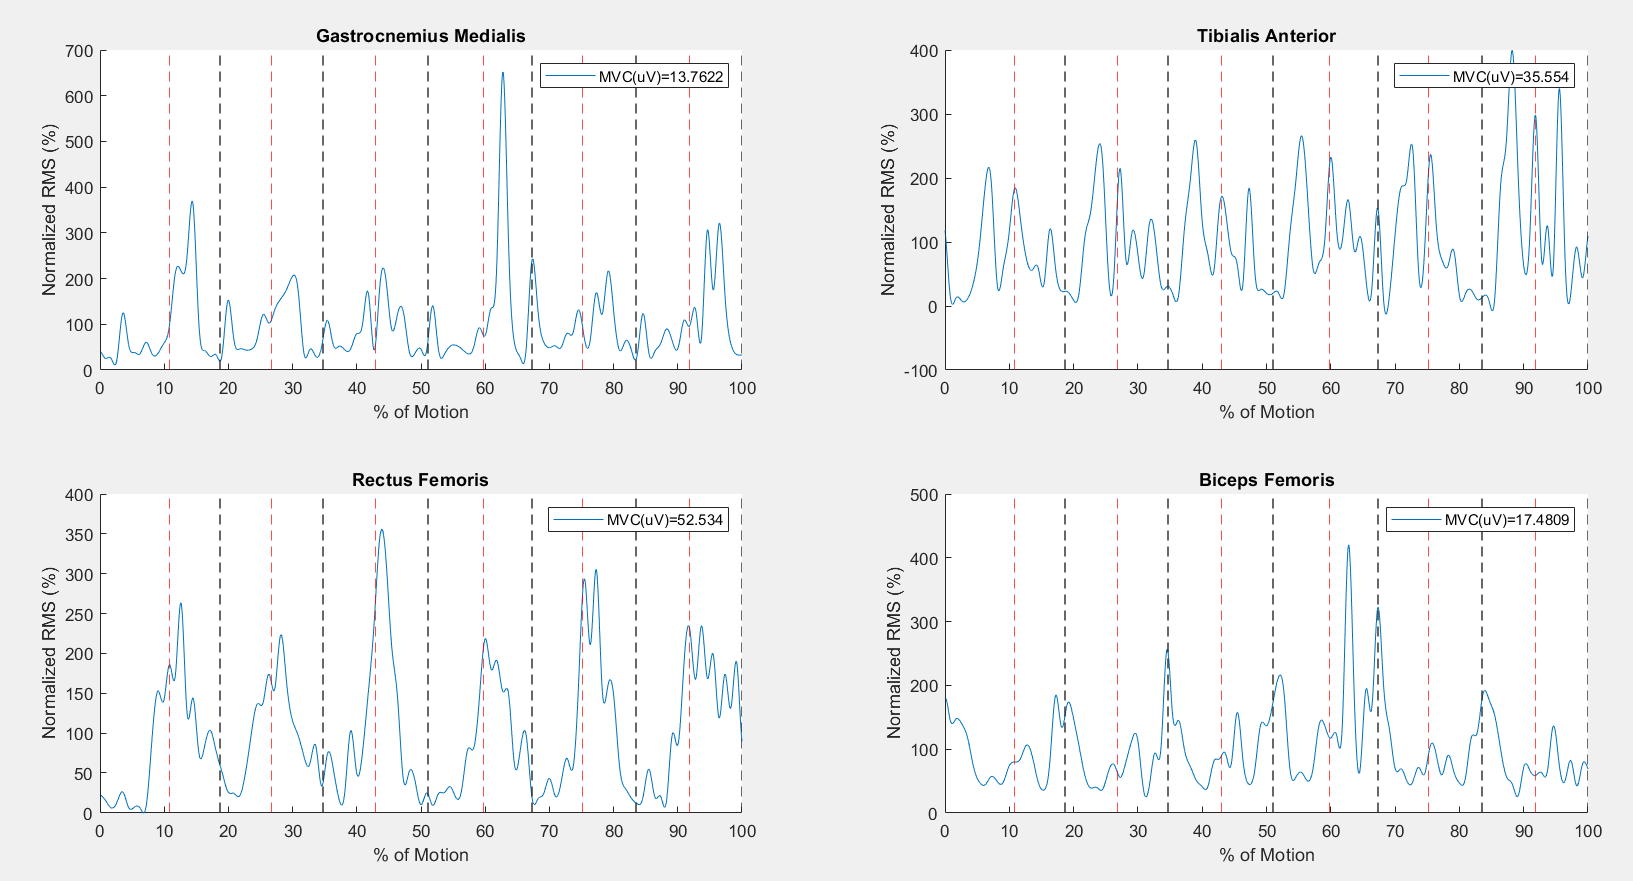 Gastrocnemius Medialis
700
600
500
400
300
200
100
0
Normalized RMS (%)
MVC(uV)=13.7622
0 10 20 30 40 50 60 70 80 90 100
% of Motion
Tibialis Anterior
400
300
200
100
0
-100
Normalized RMS (%)
MVC(uV)=35.554
0 10 20 30 40 50 60 70 80 90 100
% of Motion
Rectus Femoris
400
350
300
250
200
150
100
50
0
Normalized RMS (%)
MVC(uV)=52.534
0 10 20 30 40 50 60 70 80 90 100
% of Motion
Biceps Femoris
500
400
300
200
100
0
Normalized RMS (%)
MVC(uV)=17.4809
0 10 20 30 40 50 60 70 80 90 100
% of Motion